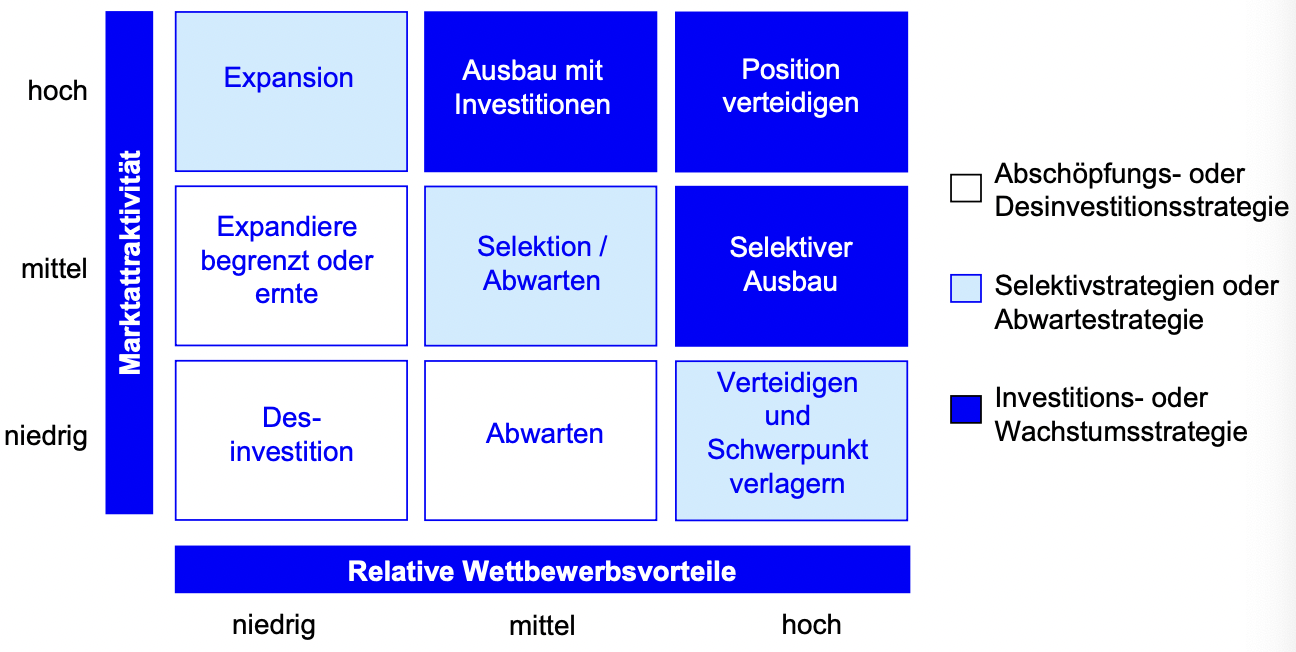 hoch
mittel
niedrig
Marktattraktivität
Expansion
Ausbau mit
Investitionen
Position
verteidigen
Expandiere
begrenzt oder
ernte
Selektion /
Abwarten
Selektiver
Ausbau
Des-
investition
Abwarten
Verteidigen
und
Schwerpunkt
verlagern
Relative Wettbewerbsvorteile
niedrig
mittel
hoch
Abschöpfungs- oder
Desinvestitionsstrategie
Selektivstrategien oder
Abwartestrategie
Investitions- oder
Wachstumsstrategie